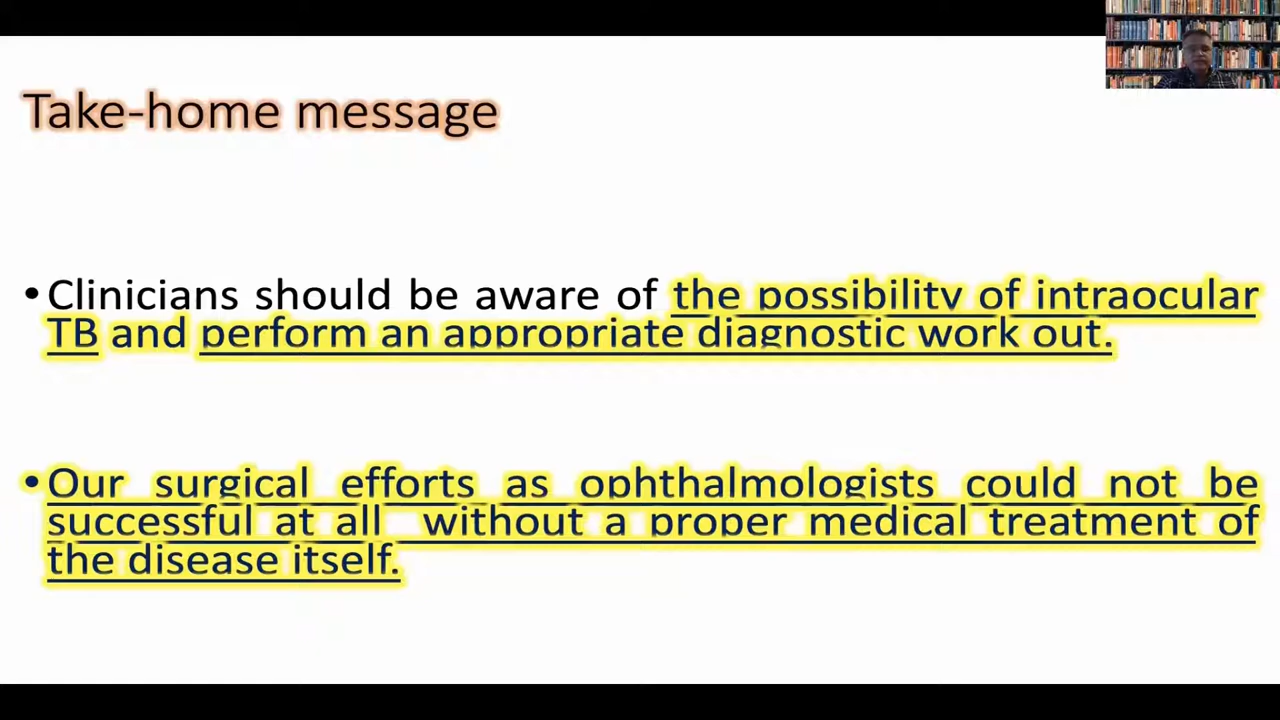 Take-home message
•Clinicians should be aware of the possibility of intraocular
TB and perform an appropriate diagnostic work out.
•Our surgical efforts as ophthalmologists could not be
successful at all without a proper medical treatment of
the disease itself.